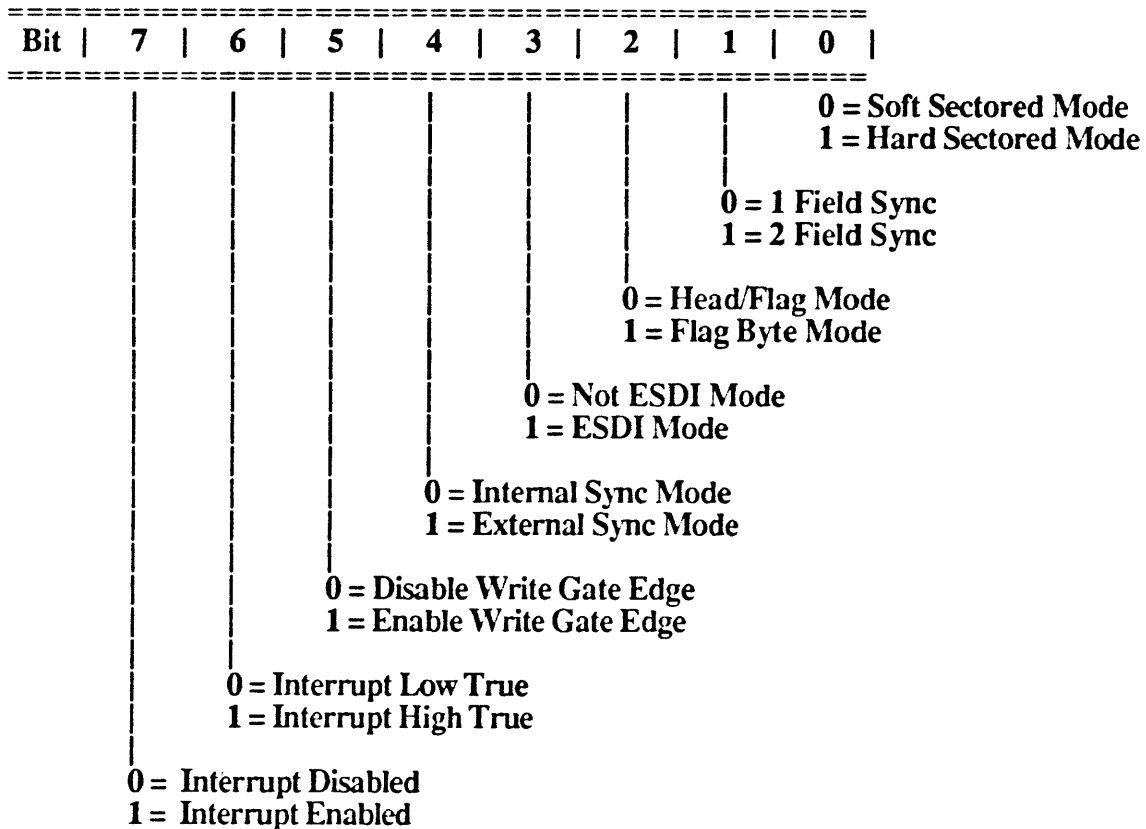 Bit | 7 | 6 | 5 | 4 | 3 | 2 | 1 | 0 |
0 = Soft Sectored Mode
1 = Hard Sectored Mode
0 = 1 Field Sync
1 = 2 Field Sync
0 = Head/Flag Mode
1 = Flag Byte Mode
0 = Not ESDI Mode
1 = ESDI Mode
0 = Internal Sync Mode
1 = External Sync Mode
0 = Disable Write Gate Edge
1 = Enable Write Gate Edge
0 = Interrupt Low True
1 = Interrupt High True
0 = Interrupt Disabled
1 = Interrupt Enabled